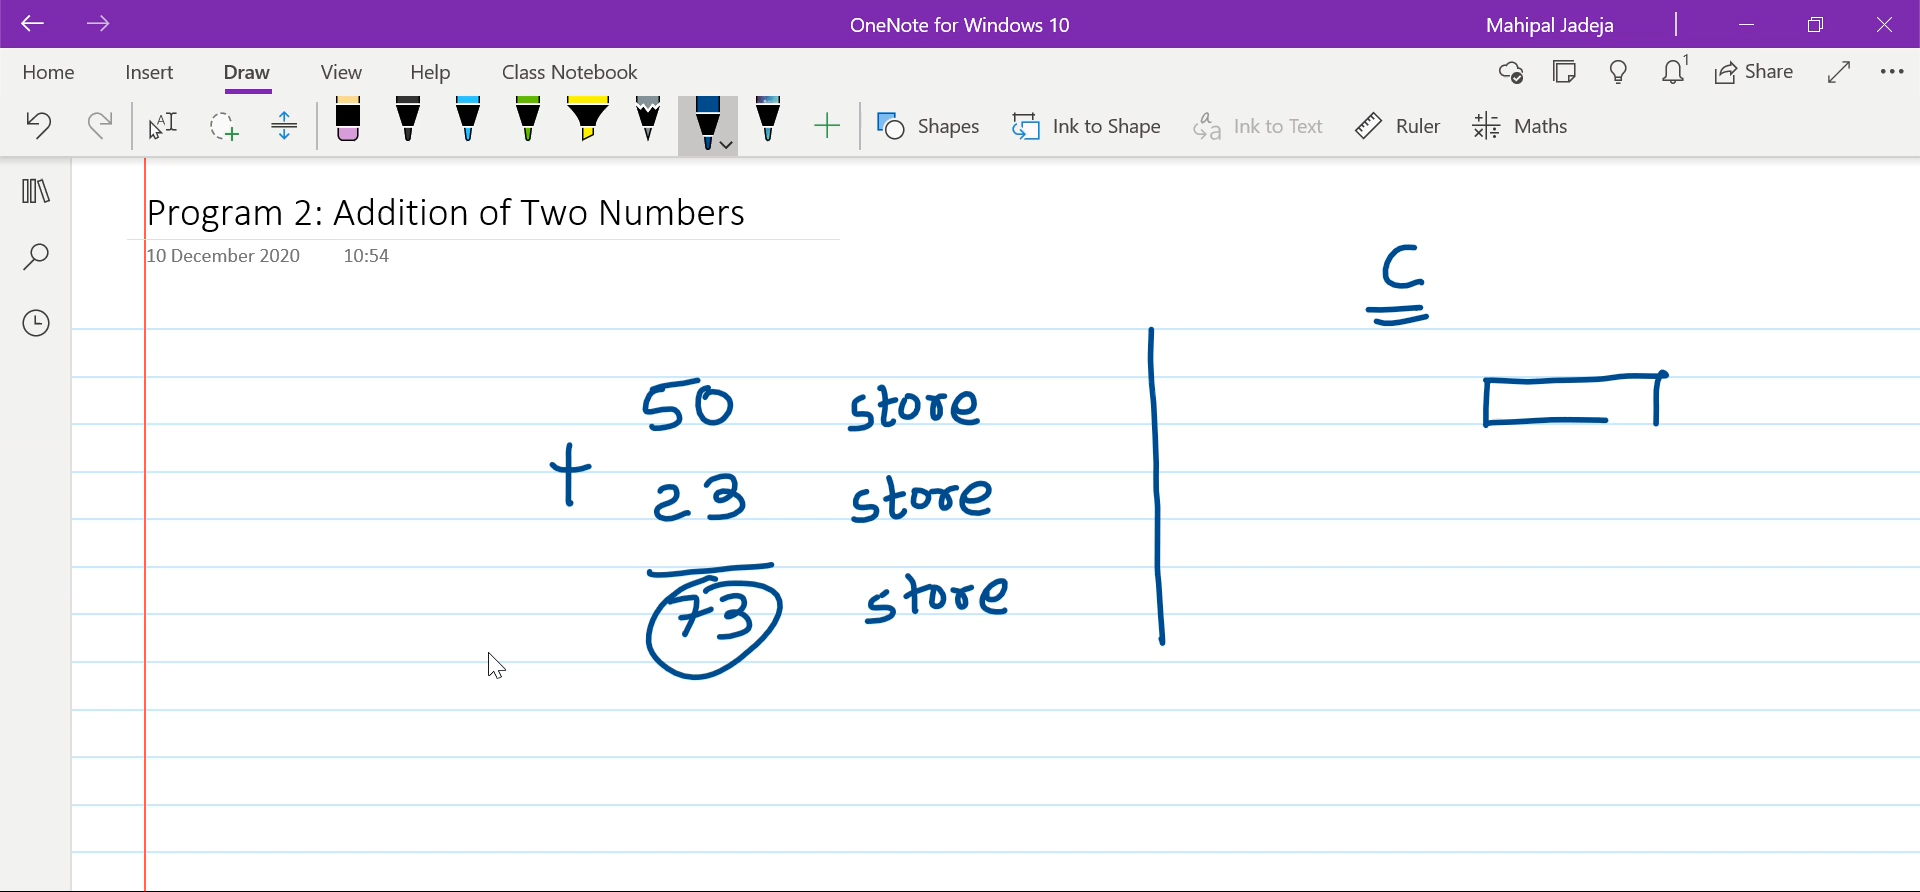 OneNote for Windows 10
Mahipal Jadeja
Home Insert Draw View Help Class Notebook
1 Share
Shapes Ink to Shape Ink to Text Ruler Maths
Program 2: Addition of Two Numbers
10 December 2020 10:54
C
50 store
+ 23 store
73 store